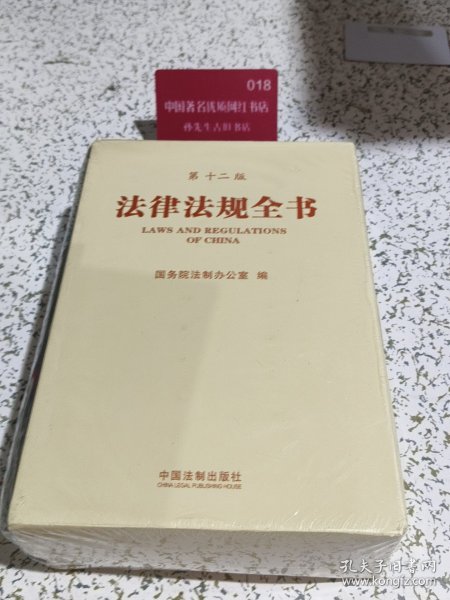 018
中国著名优质网红书店
孙先生古旧书店
第十二版
法律法规全书
LAWS AND REGULATIONS
OF CHINA
国务院法制办公室 编
中国法制出版社
CHINA LEGAL PUBLISHING HOUSE
孔夫子旧书网
www.kongfz.com